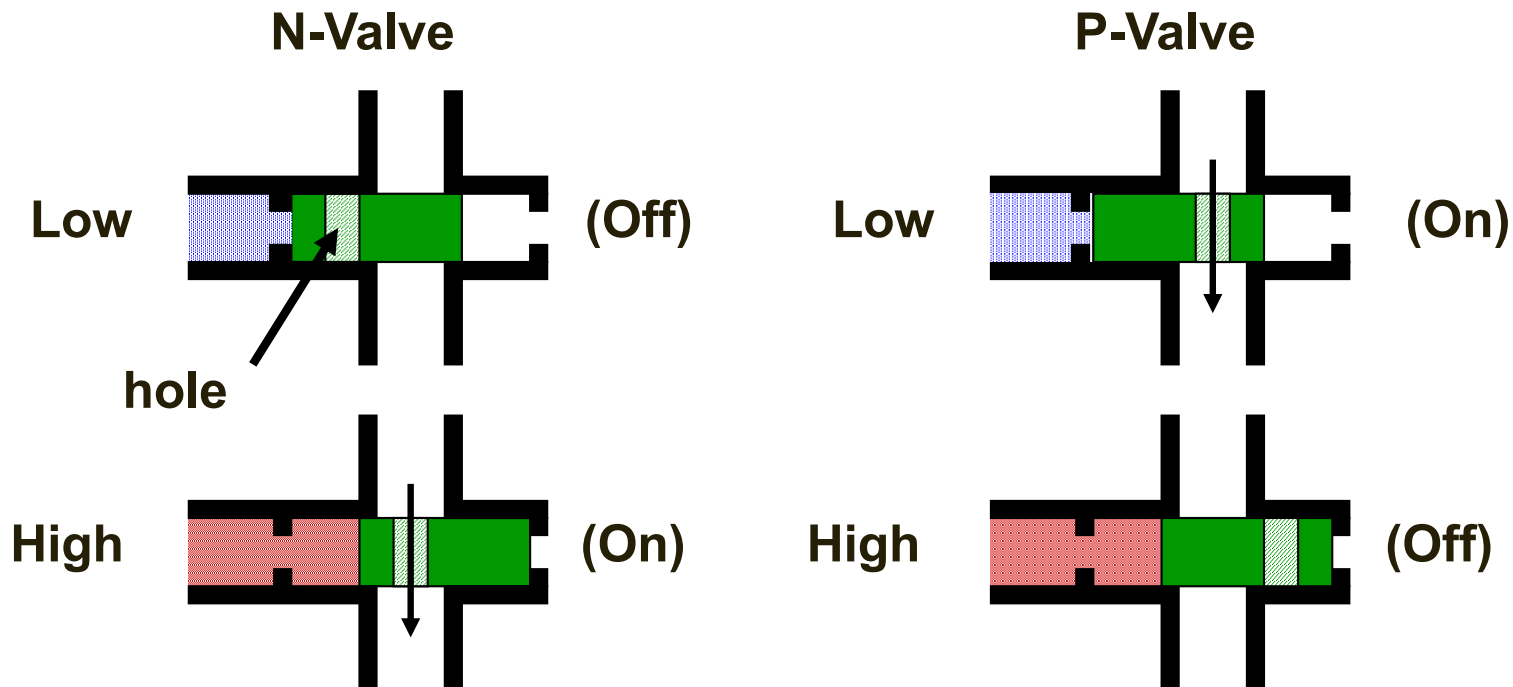 N-Valve
P-Valve
Low
(Off)
Low
(On)
hole
High
(On)
High
(Off)